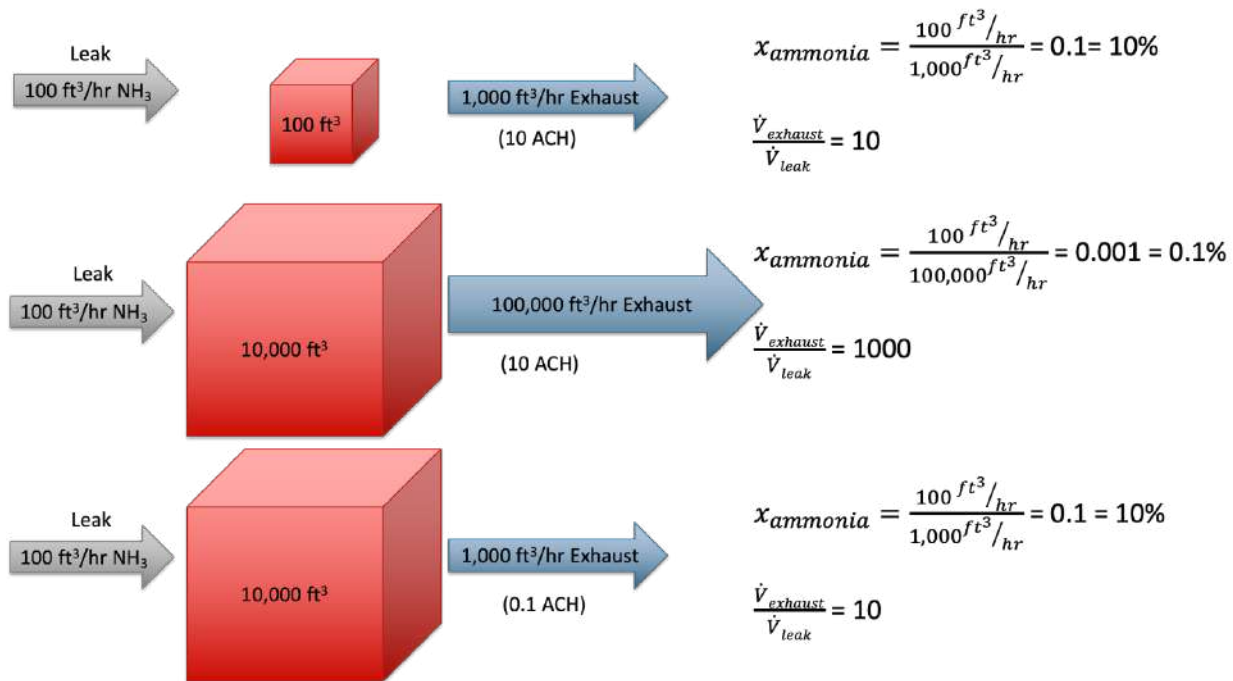 Leak
100 ft³/hr NH₃
100 ft³
1,000 ft³/hr Exhaust
(10 ACH)
x_ammonia = (100 ft³/hr)/(1,000 ft³/hr) = 0.1= 10%
V̇_exhaust/V̇_leak = 10
Leak
100 ft³/hr NH₃
10,000 ft³
100,000 ft³/hr Exhaust
(10 ACH)
x_ammonia = (100 ft³/hr)/(100,000 ft³/hr) = 0.001 = 0.1%
V̇_exhaust/V̇_leak = 1000
Leak
100 ft³/hr NH₃
10,000 ft³
1,000 ft³/hr Exhaust
(0.1 ACH)
x_ammonia = (100 ft³/hr)/(1,000 ft³/hr) = 0.1 = 10%
V̇_exhaust/V̇_leak = 10